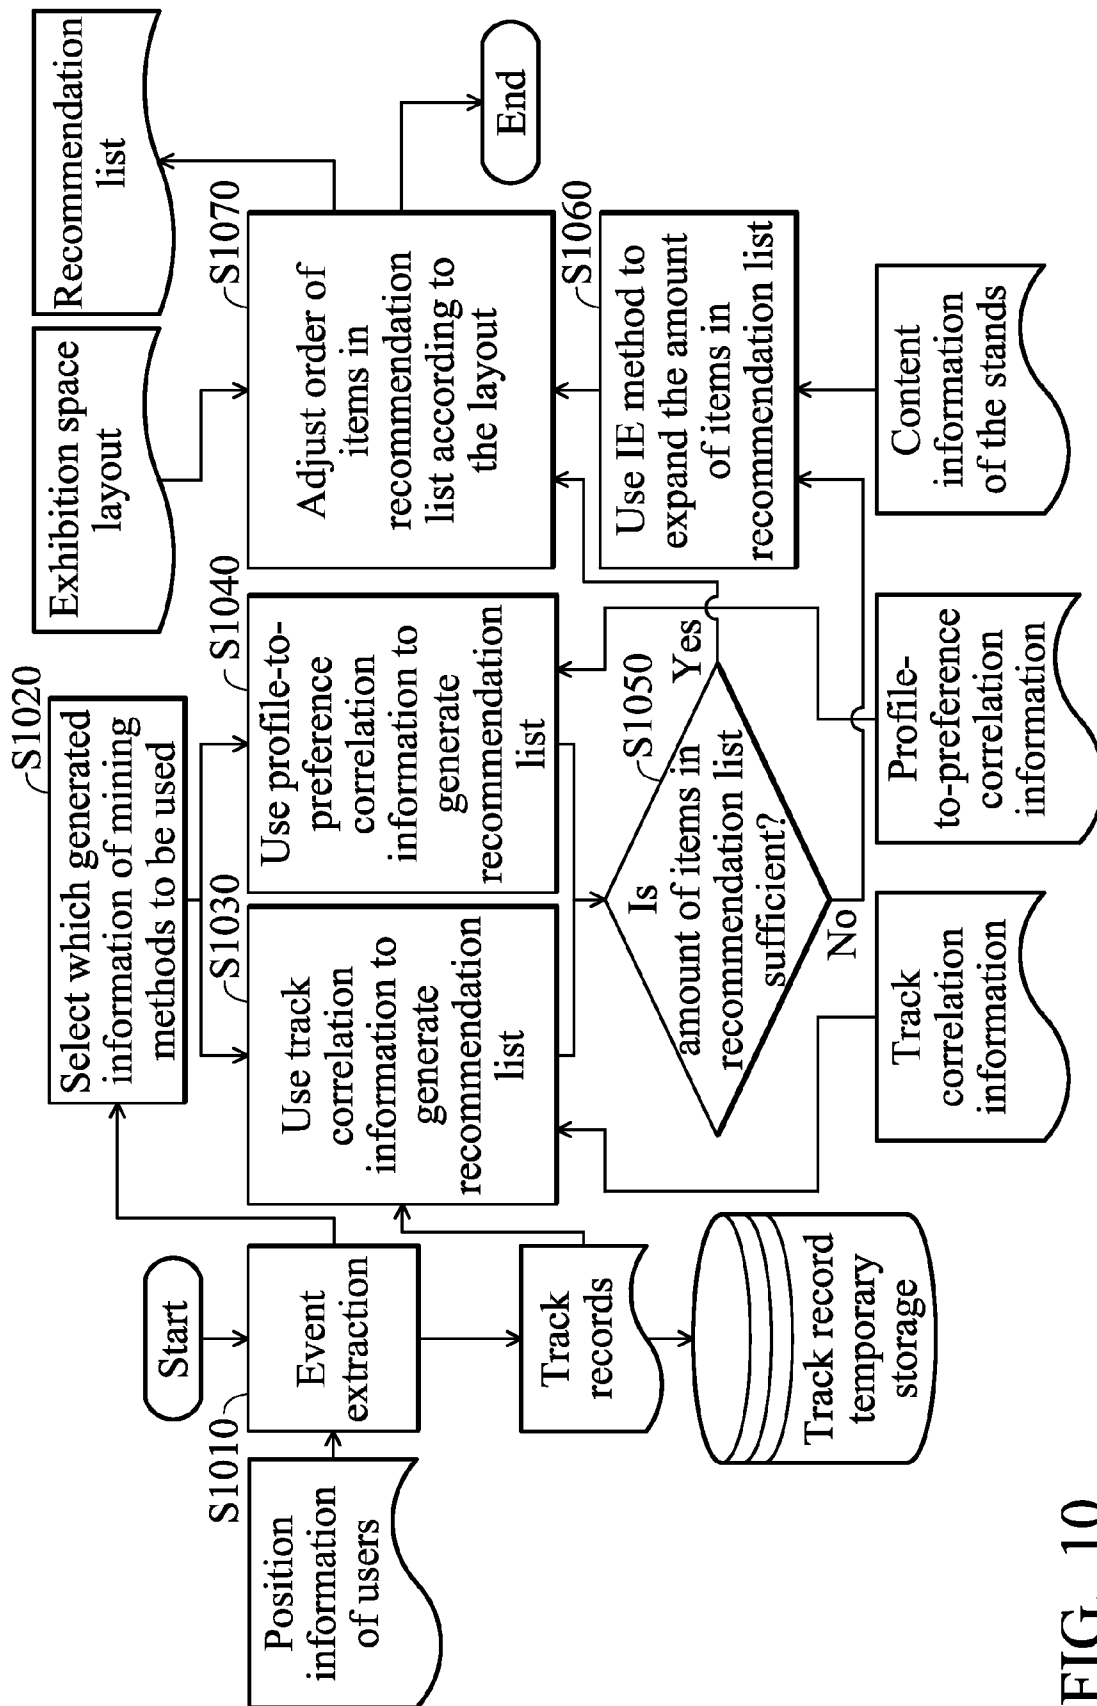 Start
S1010
Event
extraction
Position
information
of users
Track
records
Track record
temporary
storage
S1020
Select which generated
information of mining
methods to be used
S1030
Use track
correlation
information to
generate
recommendation
list
S1040
Use profile-to-
preference
correlation
information to
generate
recommendation
list
S1050
Is
amount of items in
recommendation list
sufficient?
Yes
No
Track
correlation
information
Profile-
to-preference
correlation
information
Exhibition space
layout
Recommendation
list
S1070
Adjust order of
items in
recommendation
list according to
the layout
End
S1060
Use IE method to
expand the amount
of items in
recommendation list
Content
information
of the stands
FIG. 10